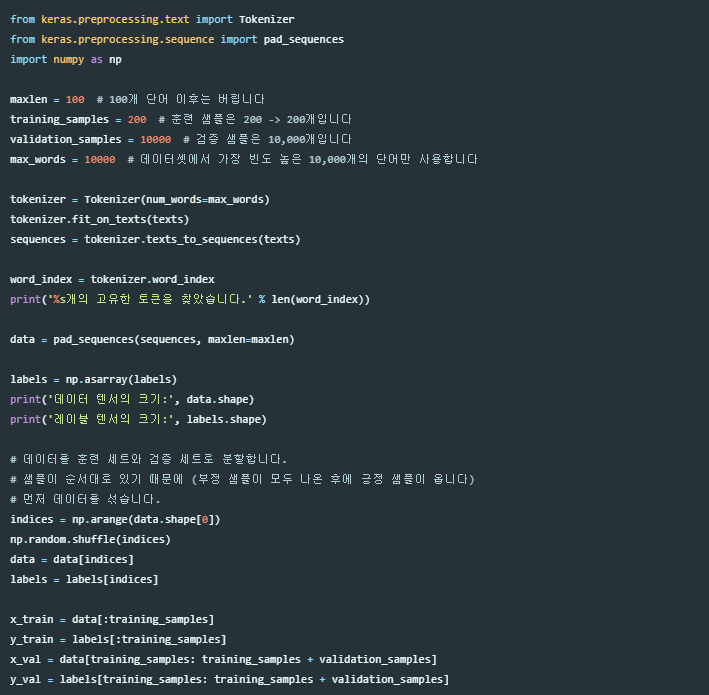 from keras.preprocessing.text import Tokenizer
from keras.preprocessing.sequence import pad_sequences
import numpy as np

maxlen = 100  # 100개 단어 이후는 버립니다
training_samples = 200  # 훈련 샘플은 200 -> 200개입니다
validation_samples = 10000  # 검증 샘플은 10,000개입니다
max_words = 10000  # 데이터셋에서 가장 빈도 높은 10,000개의 단어만 사용합니다

tokenizer = Tokenizer(num_words=max_words)
tokenizer.fit_on_texts(texts)
sequences = tokenizer.texts_to_sequences(texts)

word_index = tokenizer.word_index
print('%s개의 고유한 토큰을 찾았습니다.' % len(word_index))

data = pad_sequences(sequences, maxlen=maxlen)

labels = np.asarray(labels)
print('데이터 텐서의 크기:', data.shape)
print('레이블 텐서의 크기:', labels.shape)

# 데이터를 훈련 세트와 검증 세트로 분할합니다.
# 샘플이 순서대로 있기 때문에 (부정 샘플이 모두 나온 후에 긍정 샘플이 옵니다)
# 먼저 데이터를 섞습니다.
indices = np.arange(data.shape[0])
np.random.shuffle(indices)
data = data[indices]
labels = labels[indices]

x_train = data[:training_samples]
y_train = labels[:training_samples]
x_val = data[training_samples: training_samples + validation_samples]
y_val = labels[training_samples: training_samples + validation_samples]